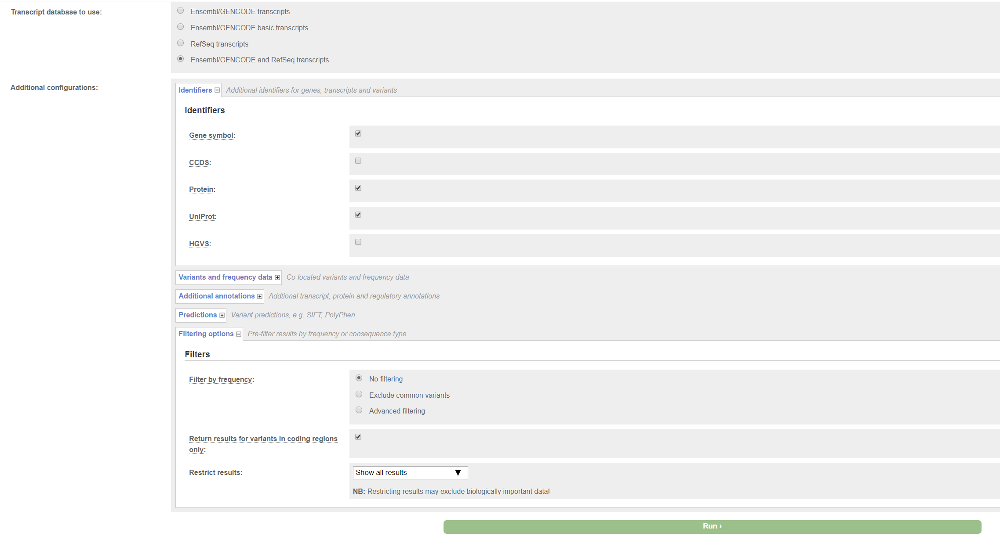 Transcript database to use:
Ensembl/GENCODE transcripts
Ensembl/GENCODE basic transcripts
RefSeq transcripts
Ensembl/GENCODE and RefSeq transcripts
Additional configurations:
Identifiers Additional identifiers for genes, transcripts and variants
Identifiers
Gene symbol:
CCDS:
Protein:
UniProt:
HGVS:
Variants and frequency data Co-located variants and frequency data
Additional annotations Addtional transcript, protein and regulatory annotations
Predictions Variant predictions, e.g. SIFT, PolyPhen
Filtering options Pre-filter results by frequency or consequence type
Filters
Filter by frequency:
No filtering
Exclude common variants
Advanced filtering
Return results for variants in coding regions
only:
Restrict results:
Show all results
NB: Restricting results may exclude biologically important data!
Run ›